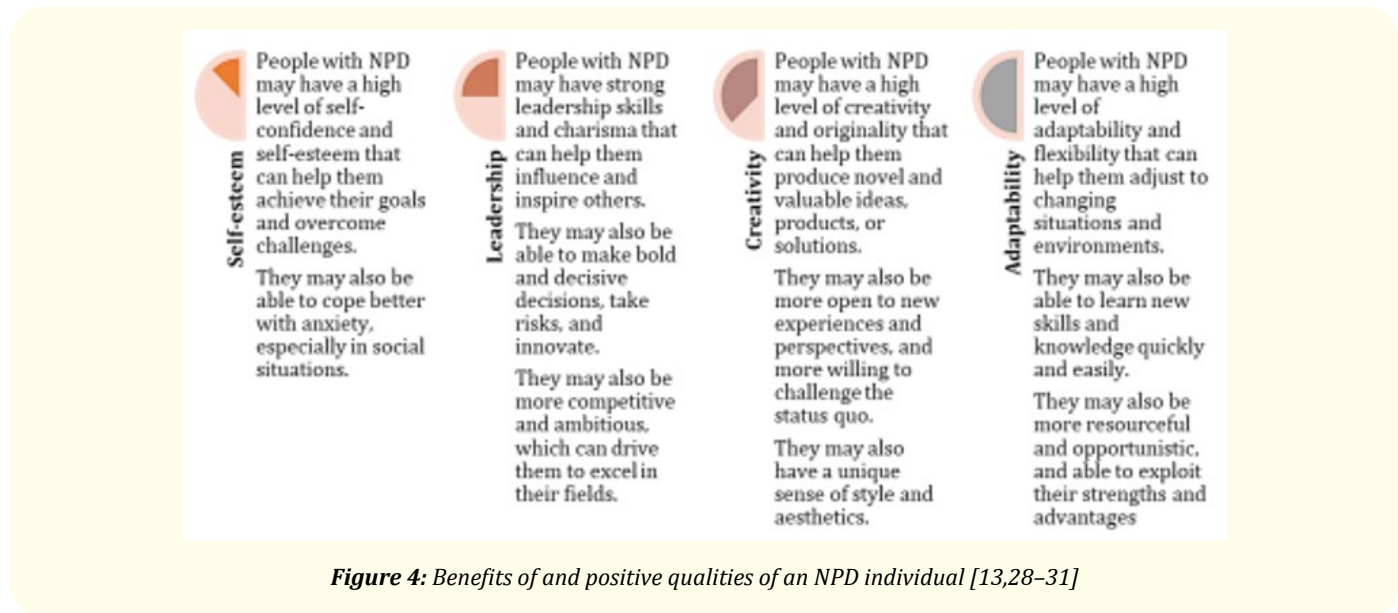 Self-esteem
People with NPD
may have a high
level of self-
confidence and
self-esteem that
can help them
achieve their goals
and overcome
challenges.
They may also be
able to cope better
with anxiety,
especially in social
situations.
Leadership
People with NPD
may have strong
leadership skills
and charisma that
can help them
influence and
inspire others.
They may also be
able to make bold
and decisive
decisions, take
risks, and
innovate.
They may also be
more competitive
and ambitious,
which can drive
them to excel in
their fields.
Creativity
People with NPD
may have a high
level of creativity
and originality that
can help them
produce novel and
valuable ideas,
products, or
solutions.
They may also be
more open to new
experiences and
perspectives, and
more willing to
challenge the
status quo.
They may also
have a unique
sense of style and
aesthetics.
Adaptability
People with NPD
may have a high
level of
adaptability and
flexibility that can
help them adjust to
changing
situations and
environments.
They may also be
able to learn new
skills and
knowledge quickly
and easily.
They may also be
more resourceful
and opportunistic,
and able to exploit
their strengths and
advantages
Figure 4: Benefits of and positive qualities of an NPD individual [13,28–31]